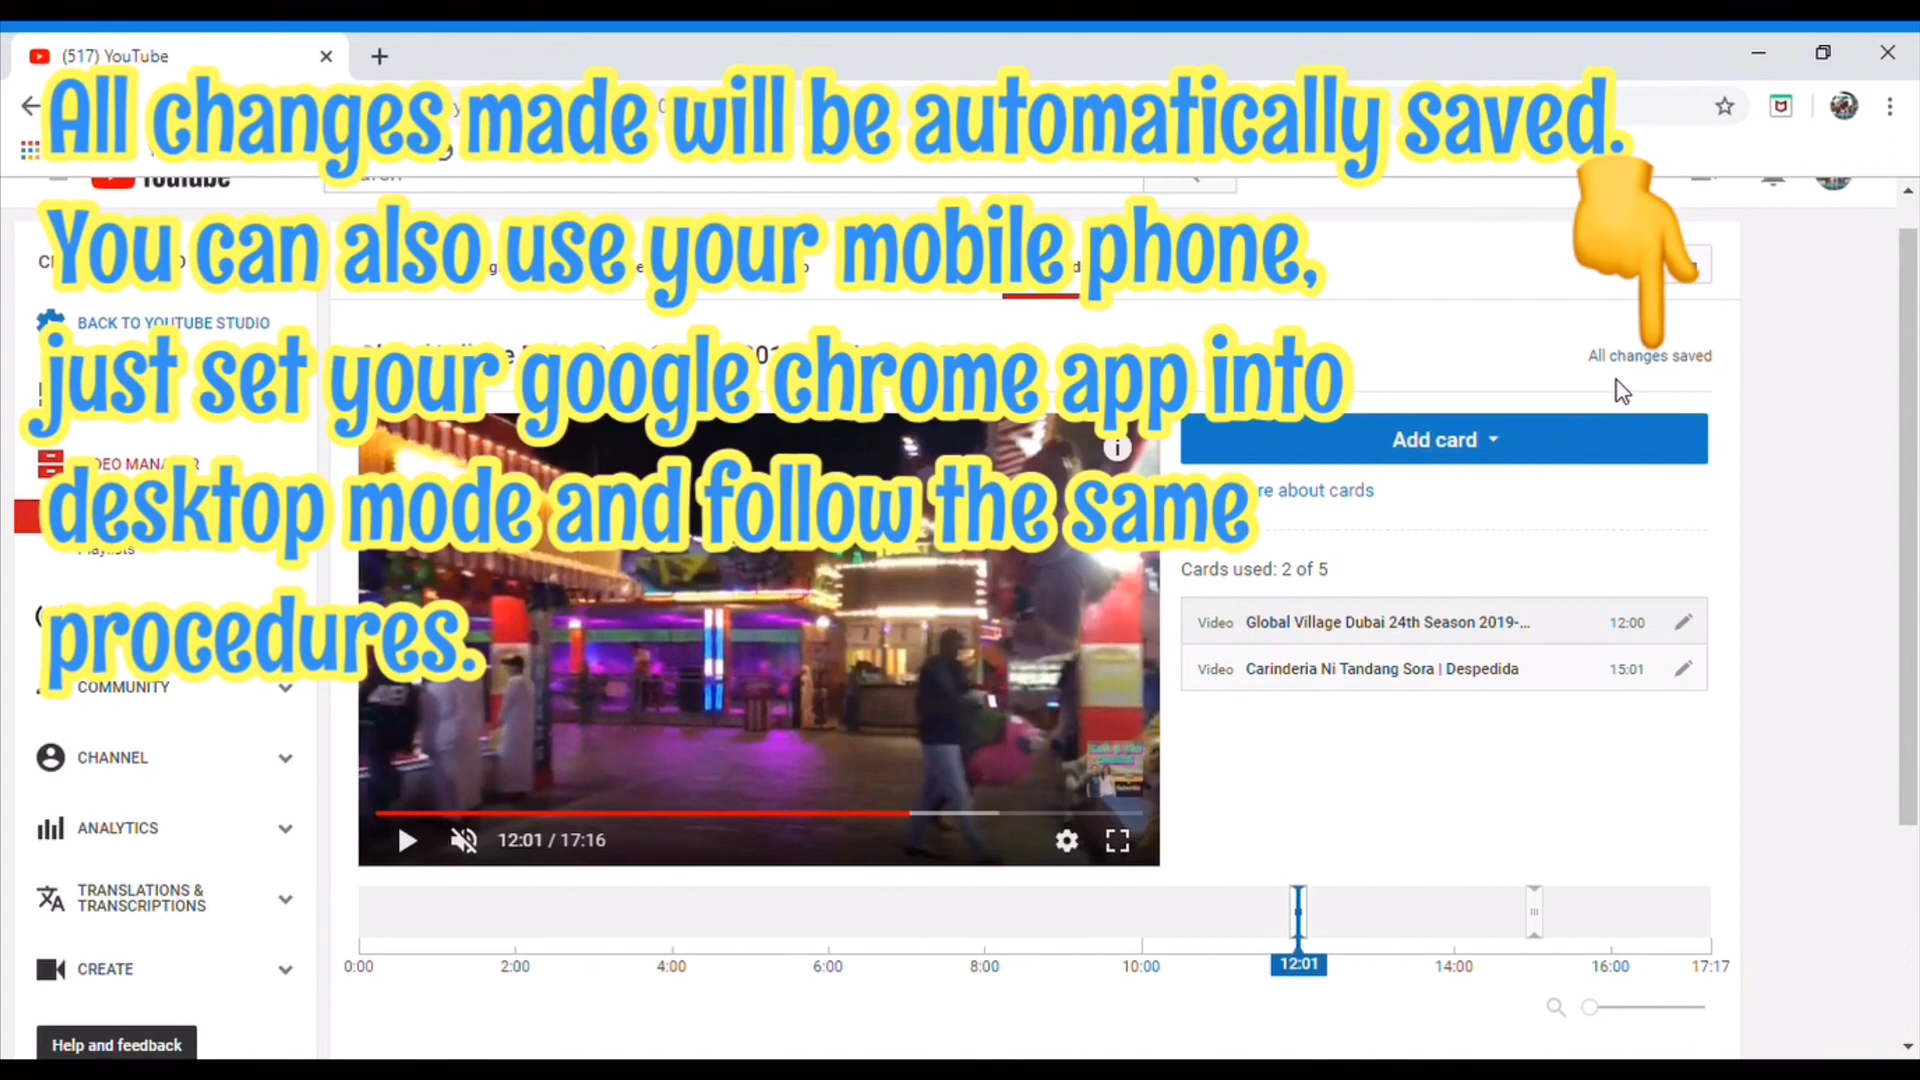 (517) YouTube
All changes made will be automatically saved.
YouTube
You can also use your mobile phone,
BACK TO YOUTUBE STUDIO
just set your google chrome app into
All changes saved
Add card
VIDEO MANAGER
desktop mode and follow the same
re about cards
Playlists
Cards used: 2 of 5
procedures.
Video Global Village Dubai 24th Season 2019-... 12:00
Video Carinderia Ni Tandang Sora | Despedida 15:01
COMMUNITY
CHANNEL
ANALYTICS
12:01 / 17:16
TRANSLATIONS &
TRANSCRIPTIONS
CREATE
0:00 2:00 4:00 6:00 8:00 10:00 12:01 14:00 16:00 17:17
Help and feedback